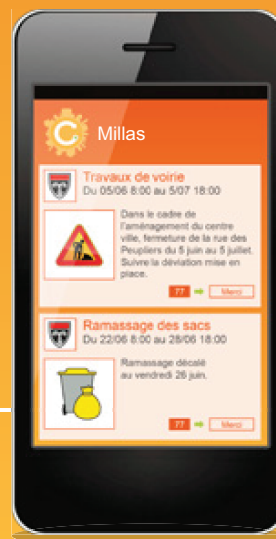 Millas
Travaux de voirie
Du 05/06 8:00 au 5/07 18:00
Dans le cadre de
l'aménagement du centre
ville, fermeture de la rue des
Peupliers du 5 juin au 5 juillet.
Suivre la déviation mise en
place.
77 Merci
Ramassage des sacs
Du 22/06 8:00 au 28/06 18:00
Ramassage décalé
au vendredi 26 juin.
77 Merci